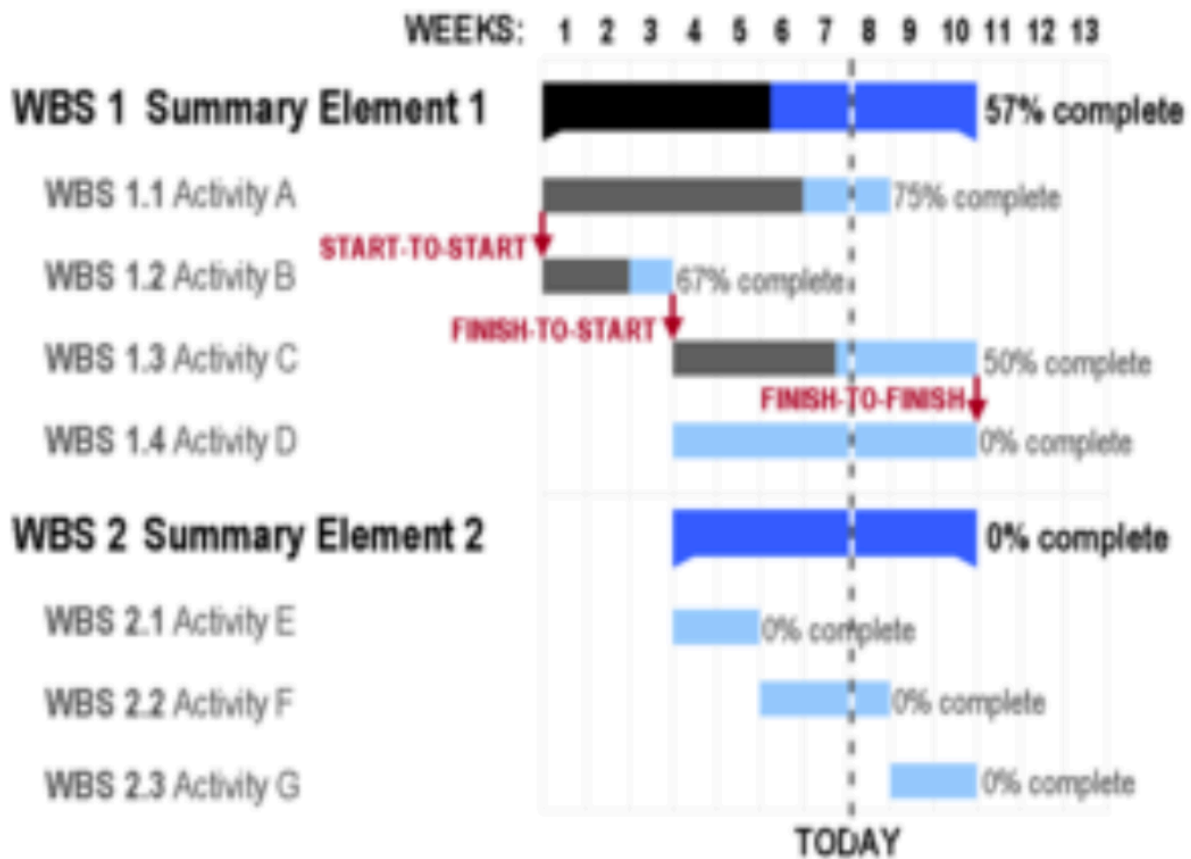 WEEKS: 1 2 3 4 5 6 7 8 9 10 11 12 13
WBS 1 Summary Element 1 57% complete
WBS 1.1 Activity A 75% complete
START-TO-START
WBS 1.2 Activity B 67% complete
FINISH-TO-START
WBS 1.3 Activity C 50% complete
FINISH-TO-FINISH
WBS 1.4 Activity D 0% complete
WBS 2 Summary Element 2 0% complete
WBS 2.1 Activity E 0% complete
WBS 2.2 Activity F 0% complete
WBS 2.3 Activity G 0% complete
TODAY